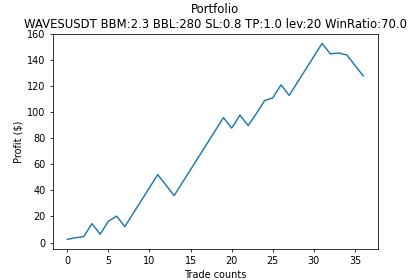 Portfolio
WAVESUSDT BBM:2.3 BBL:280 SL:0.8 TP:1.0 lev:20 WinRatio:70.0
160
140
120
100
80
60
40
20
0
Profit ($)
0 5 10 15 20 25 30 35
Trade counts